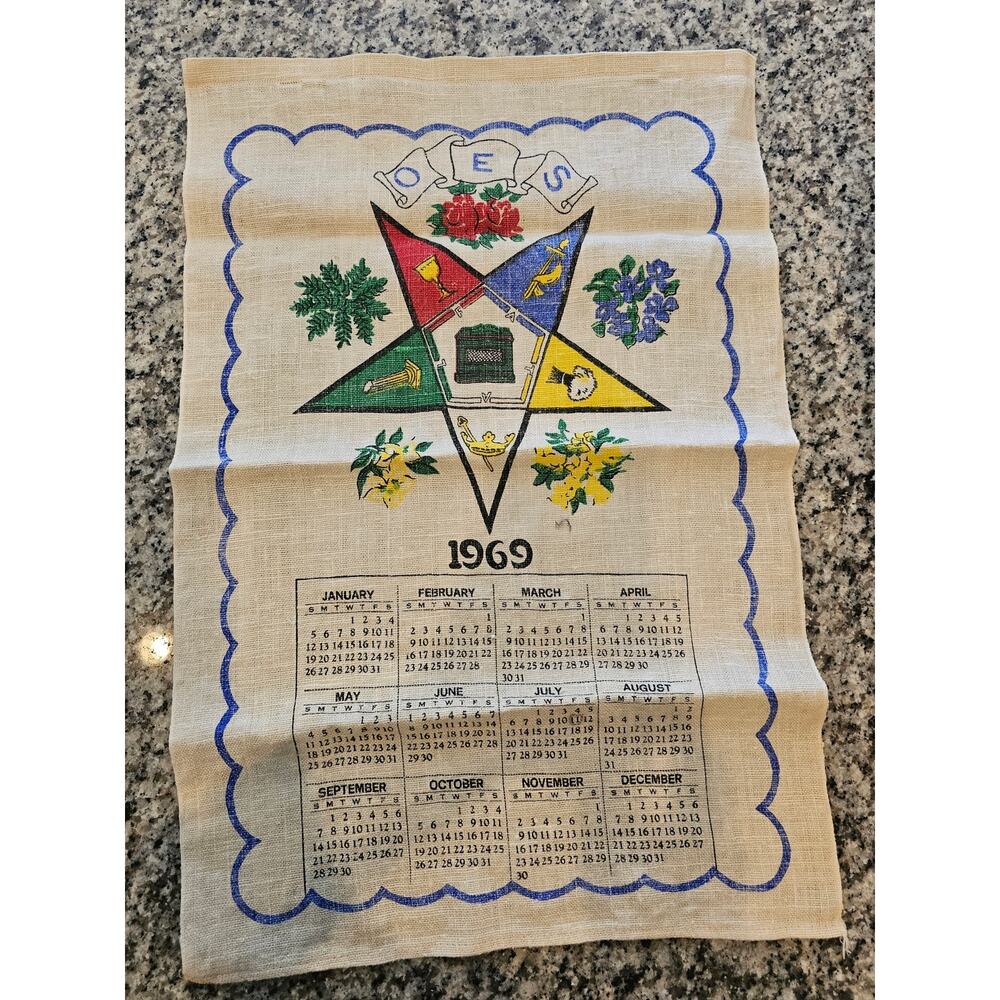 O E S
F A T A L
1969
JANUARY FEBRUARY MARCH APRIL
S M T W T F S S M T W T F S S M T W T F S S M T W T F S
1 2 3 4 1 1 1 2 3 4 5
5 6 7 8 9 10 11 2 3 4 5 6 7 8 2 3 4 5 6 7 8 6 7 8 9 10 11 12
12 13 14 15 16 17 18 9 10 11 12 13 14 15 9 10 11 12 13 14 15 13 14 15 16 17 18 19
19 20 21 22 23 24 25 16 17 18 19 20 21 22 16 17 18 19 20 21 22 20 21 22 23 24 25 26
26 27 28 29 30 31 23 24 25 26 27 28 23 24 25 26 27 28 29 27 28 29 30
30 31
MAY JUNE JULY AUGUST
S M T W T F S S M T W T F S S M T W T F S S M T W T F S
1 2 3 1 2 3 4 5 6 7 1 2 3 4 5 1 2
4 5 6 7 8 9 10 8 9 10 11 12 13 14 6 7 8 9 10 11 12 3 4 5 6 7 8 9
11 12 13 14 15 16 17 15 16 17 18 19 20 21 13 14 15 16 17 18 19 10 11 12 13 14 15 16
18 19 20 21 22 23 24 22 23 24 25 26 27 28 20 21 22 23 24 25 26 17 18 19 20 21 22 23
25 26 27 28 29 30 31 29 30 27 28 29 30 31 24 25 26 27 28 29 30
31
SEPTEMBER OCTOBER NOVEMBER DECEMBER
S M T W T F S S M T W T F S S M T W T F S S M T W T F S
1 2 3 4 5 6 1 2 3 4 1 1 2 3 4 5 6
7 8 9 10 11 12 13 5 6 7 8 9 10 11 2 3 4 5 6 7 8 7 8 9 10 11 12 13
14 15 16 17 18 19 20 12 13 14 15 16 17 18 9 10 11 12 13 14 15 14 15 16 17 18 19 20
21 22 23 24 25 26 27 19 20 21 22 23 24 25 16 17 18 19 20 21 22 21 22 23 24 25 26 27
28 29 30 26 27 28 29 30 31 23 24 25 26 27 28 29 28 29 30 31
30